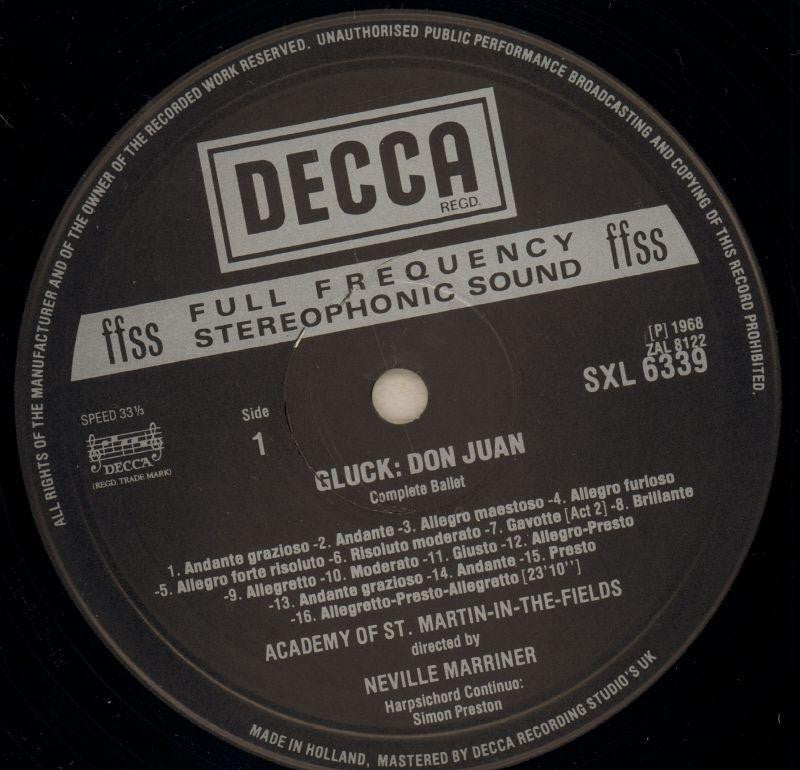 ALL RIGHTS OF THE MANUFACTURER AND OF THE OWNER OF THE RECORDED WORK RESERVED. UNAUTHORISED PUBLIC PERFORMANCE BROADCASTING AND COPYING OF THIS RECORD PROHIBITED.
DECCA
REGD.
ffss FULL FREQUENCY ffss
STEREOPHONIC SOUND
[P] 1968
ZAL 8122
SXL 6339
SPEED 33⅓
DECCA
(REGD. TRADE MARK)
Side
1
GLUCK: DON JUAN
Complete Ballet
1. Andante grazioso -2. Andante -3. Allegro maestoso -4. Allegro furioso
-5. Allegro forte risoluto -6. Risoluto moderato -7. Gavotte [Act 2] -8. Brillante
-9. Allegretto -10. Moderato -11. Giusto -12. Allegro-Presto
-13. Andante grazioso -14. Andante -15. Presto
-16. Allegretto-Presto-Allegretto [23'10"]
ACADEMY OF ST. MARTIN-IN-THE-FIELDS
directed by
NEVILLE MARRINER
Harpsichord Continuo:
Simon Preston
MADE IN HOLLAND, MASTERED BY DECCA RECORDING STUDIO'S UK